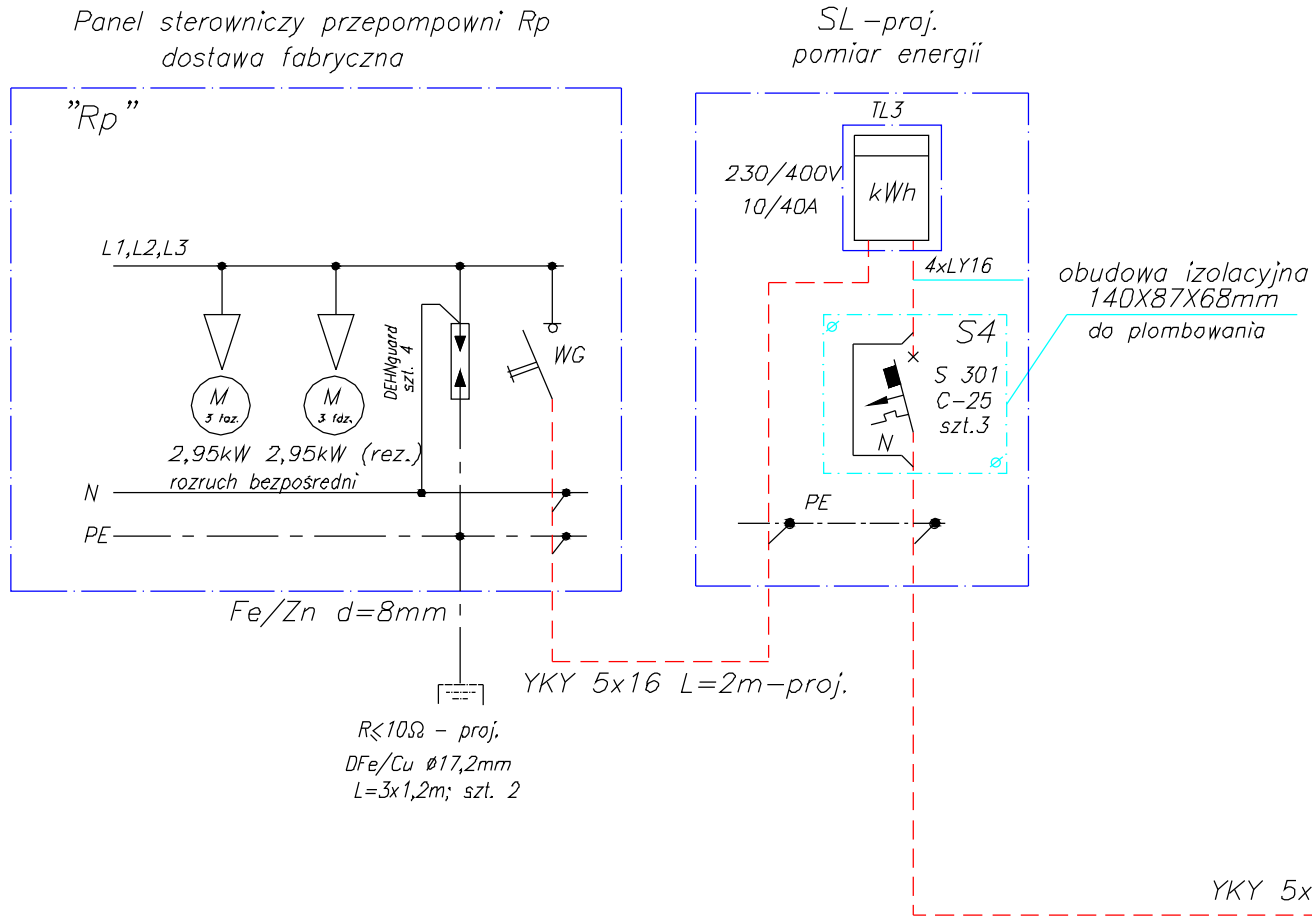 Panel sterowniczy przepompowni Rp
dostawa fabryczna
"Rp"
L1,L2,L3
M
3 faz.
M
3 faz.
2,95kW 2,95kW (rez.)
rozruch bezpośredni
DEHNguard
szt. 4
WG
N
PE
Fe/Zn d=8mm
R≤10Ω - proj.
DFe/Cu ø17,2mm
L=3x1,2m; szt. 2
YKY 5x16 L=2m-proj.
SL-proj.
pomiar energii
TL3
230/400V
10/40A
kWh
4xLY16
obudowa izolacyjna
140X87X68mm
do plombowania
S4
S 301
C-25
szt.3
N
PE
YKY 5x